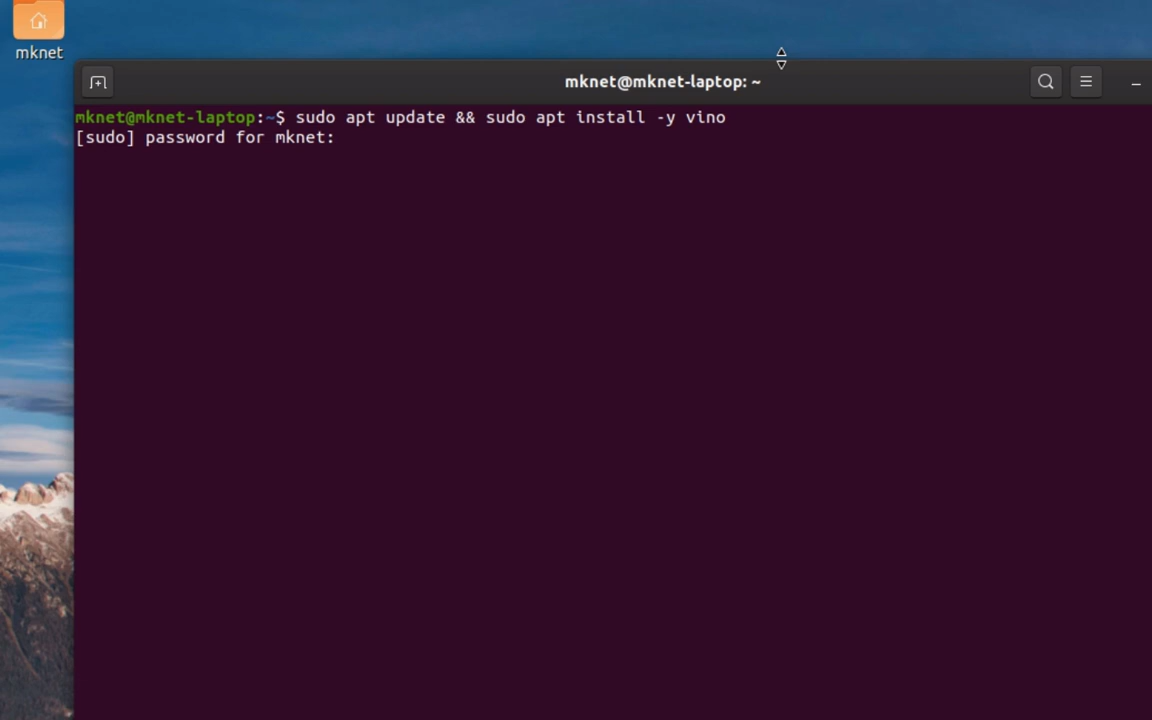 mknet
mknet@mknet-laptop: ~
mknet@mknet-laptop:~$ sudo apt update && sudo apt install -y vino
[sudo] password for mknet: